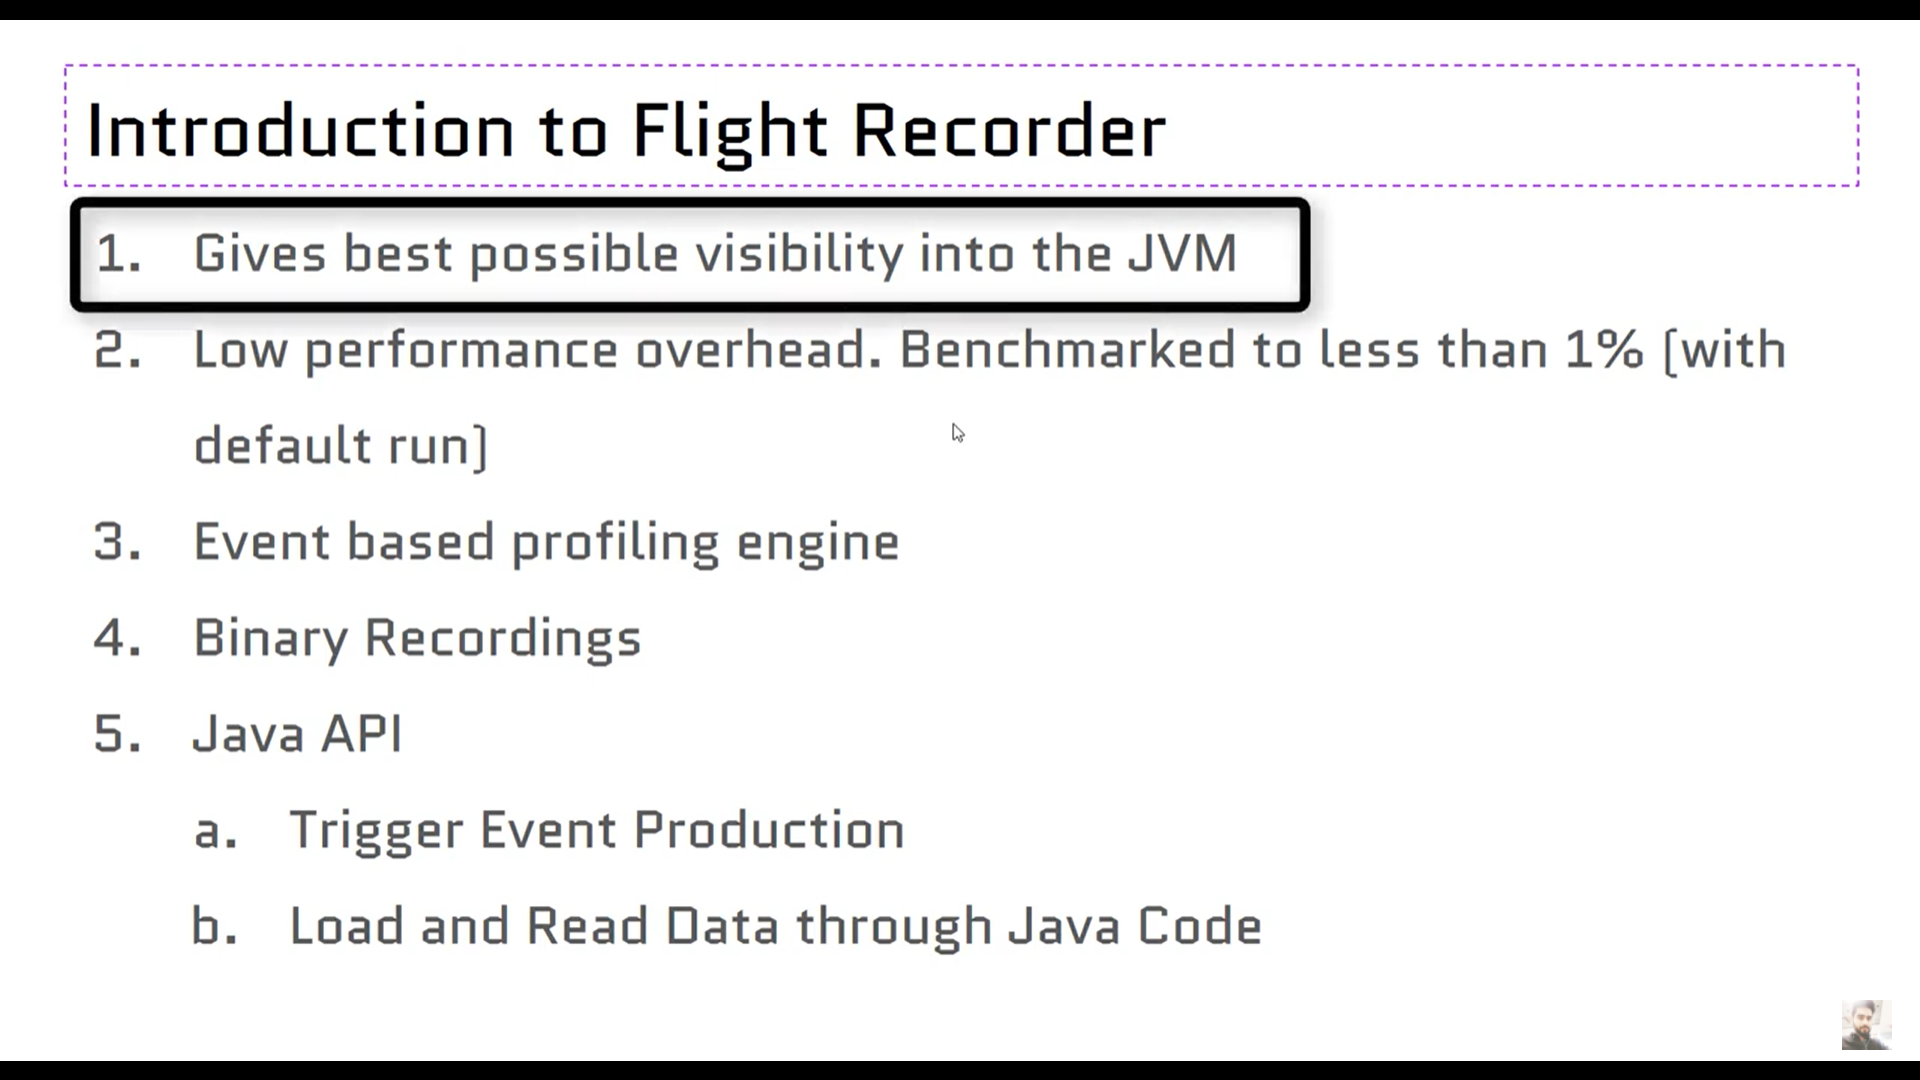 Introduction to Flight Recorder
1. Gives best possible visibility into the JVM
2. Low performance overhead. Benchmarked to less than 1% (with
default run)
3. Event based profiling engine
4. Binary Recordings
5. Java API
a. Trigger Event Production
b. Load and Read Data through Java Code